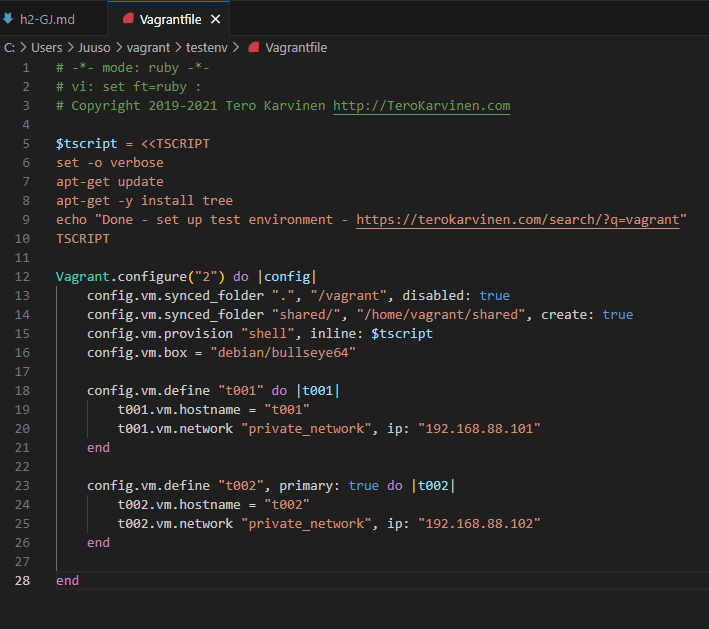 h2-GJ.md
Vagrantfile
C: > Users > Juuso > vagrant > testenv > Vagrantfile
1 # -*- mode: ruby -*-
2 # vi: set ft=ruby :
3 # Copyright 2019-2021 Tero Karvinen http://TeroKarvinen.com
4
5 $tscript = <<TSCRIPT
6 set -o verbose
7 apt-get update
8 apt-get -y install tree
9 echo "Done - set up test environment - https://terokarvinen.com/search/?q=vagrant"
10 TSCRIPT
11
12 Vagrant.configure("2") do |config|
13     config.vm.synced_folder ".", "/vagrant", disabled: true
14     config.vm.synced_folder "shared/", "/home/vagrant/shared", create: true
15     config.vm.provision "shell", inline: $tscript
16     config.vm.box = "debian/bullseye64"
17
18     config.vm.define "t001" do |t001|
19         t001.vm.hostname = "t001"
20         t001.vm.network "private_network", ip: "192.168.88.101"
21     end
22
23     config.vm.define "t002", primary: true do |t002|
24         t002.vm.hostname = "t002"
25         t002.vm.network "private_network", ip: "192.168.88.102"
26     end
27
28 end